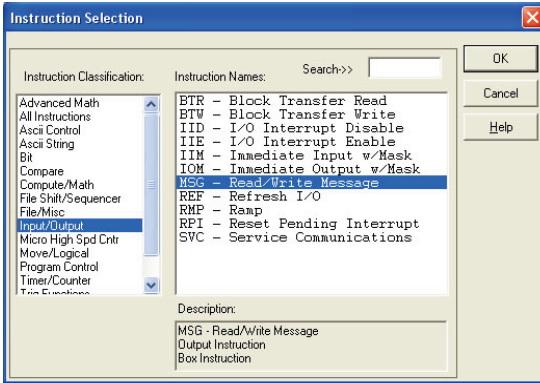 Instruction Selection
Instruction Classification:
Advanced Math
All Instructions
Ascii Control
Ascii String
Bit
Compare
Compute/Math
File Shift/Sequencer
File/Misc
Input/Output
Micro High Spd Cntr
Move/Logical
Program Control
Timer/Counter
Trig Functions
Instruction Names:
Search->>
BTR - Block Transfer Read
BTW - Block Transfer Write
IID - I/O Interrupt Disable
IIE - I/O Interrupt Enable
IIM - Immediate Input w/Mask
IOM - Immediate Output w/Mask
MSG - Read/Write Message
REF - Refresh I/O
RMP - Ramp
RPI - Reset Pending Interrupt
SVC - Service Communications
Description:
MSG - Read/Write Message
Output Instruction
Box Instruction
OK
Cancel
Help